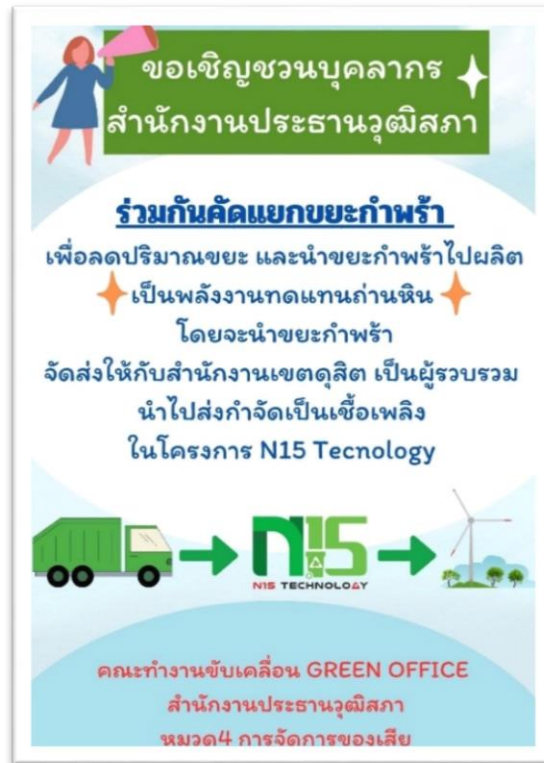 ขอเชิญชวนบุคลากร
สำนักงานประธานวุฒิสภา
ร่วมกันคัดแยกขยะกำพร้า
เพื่อลดปริมาณขยะ และนำขยะกำพร้าไปผลิต
เป็นพลังงานทดแทนถ่านหิน
โดยจะนำขยะกำพร้า
จัดส่งให้กับสำนักงานเขตดุสิต เป็นผู้รวบรวม
นำไปส่งกำจัดเป็นเชื้อเพลิง
ในโครงการ N15 Tecnology
N15
N15 TECHNOLOGY
คณะทำงานขับเคลื่อน GREEN OFFICE
สำนักงานประธานวุฒิสภา
หมวด4 การจัดการของเสีย